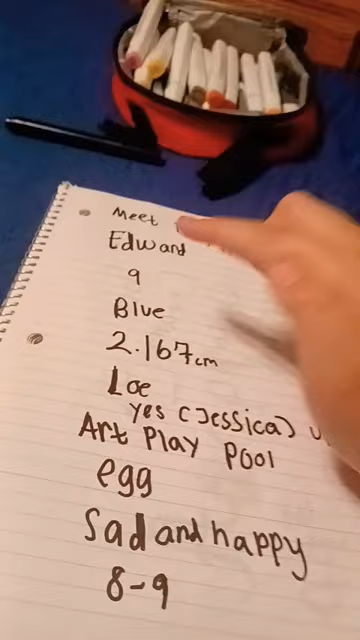 Meet
Edward
9
Blue
2.167cm
Loe
yes (Jessica)
Art Play Pool
egg
Sad and happy
8-9